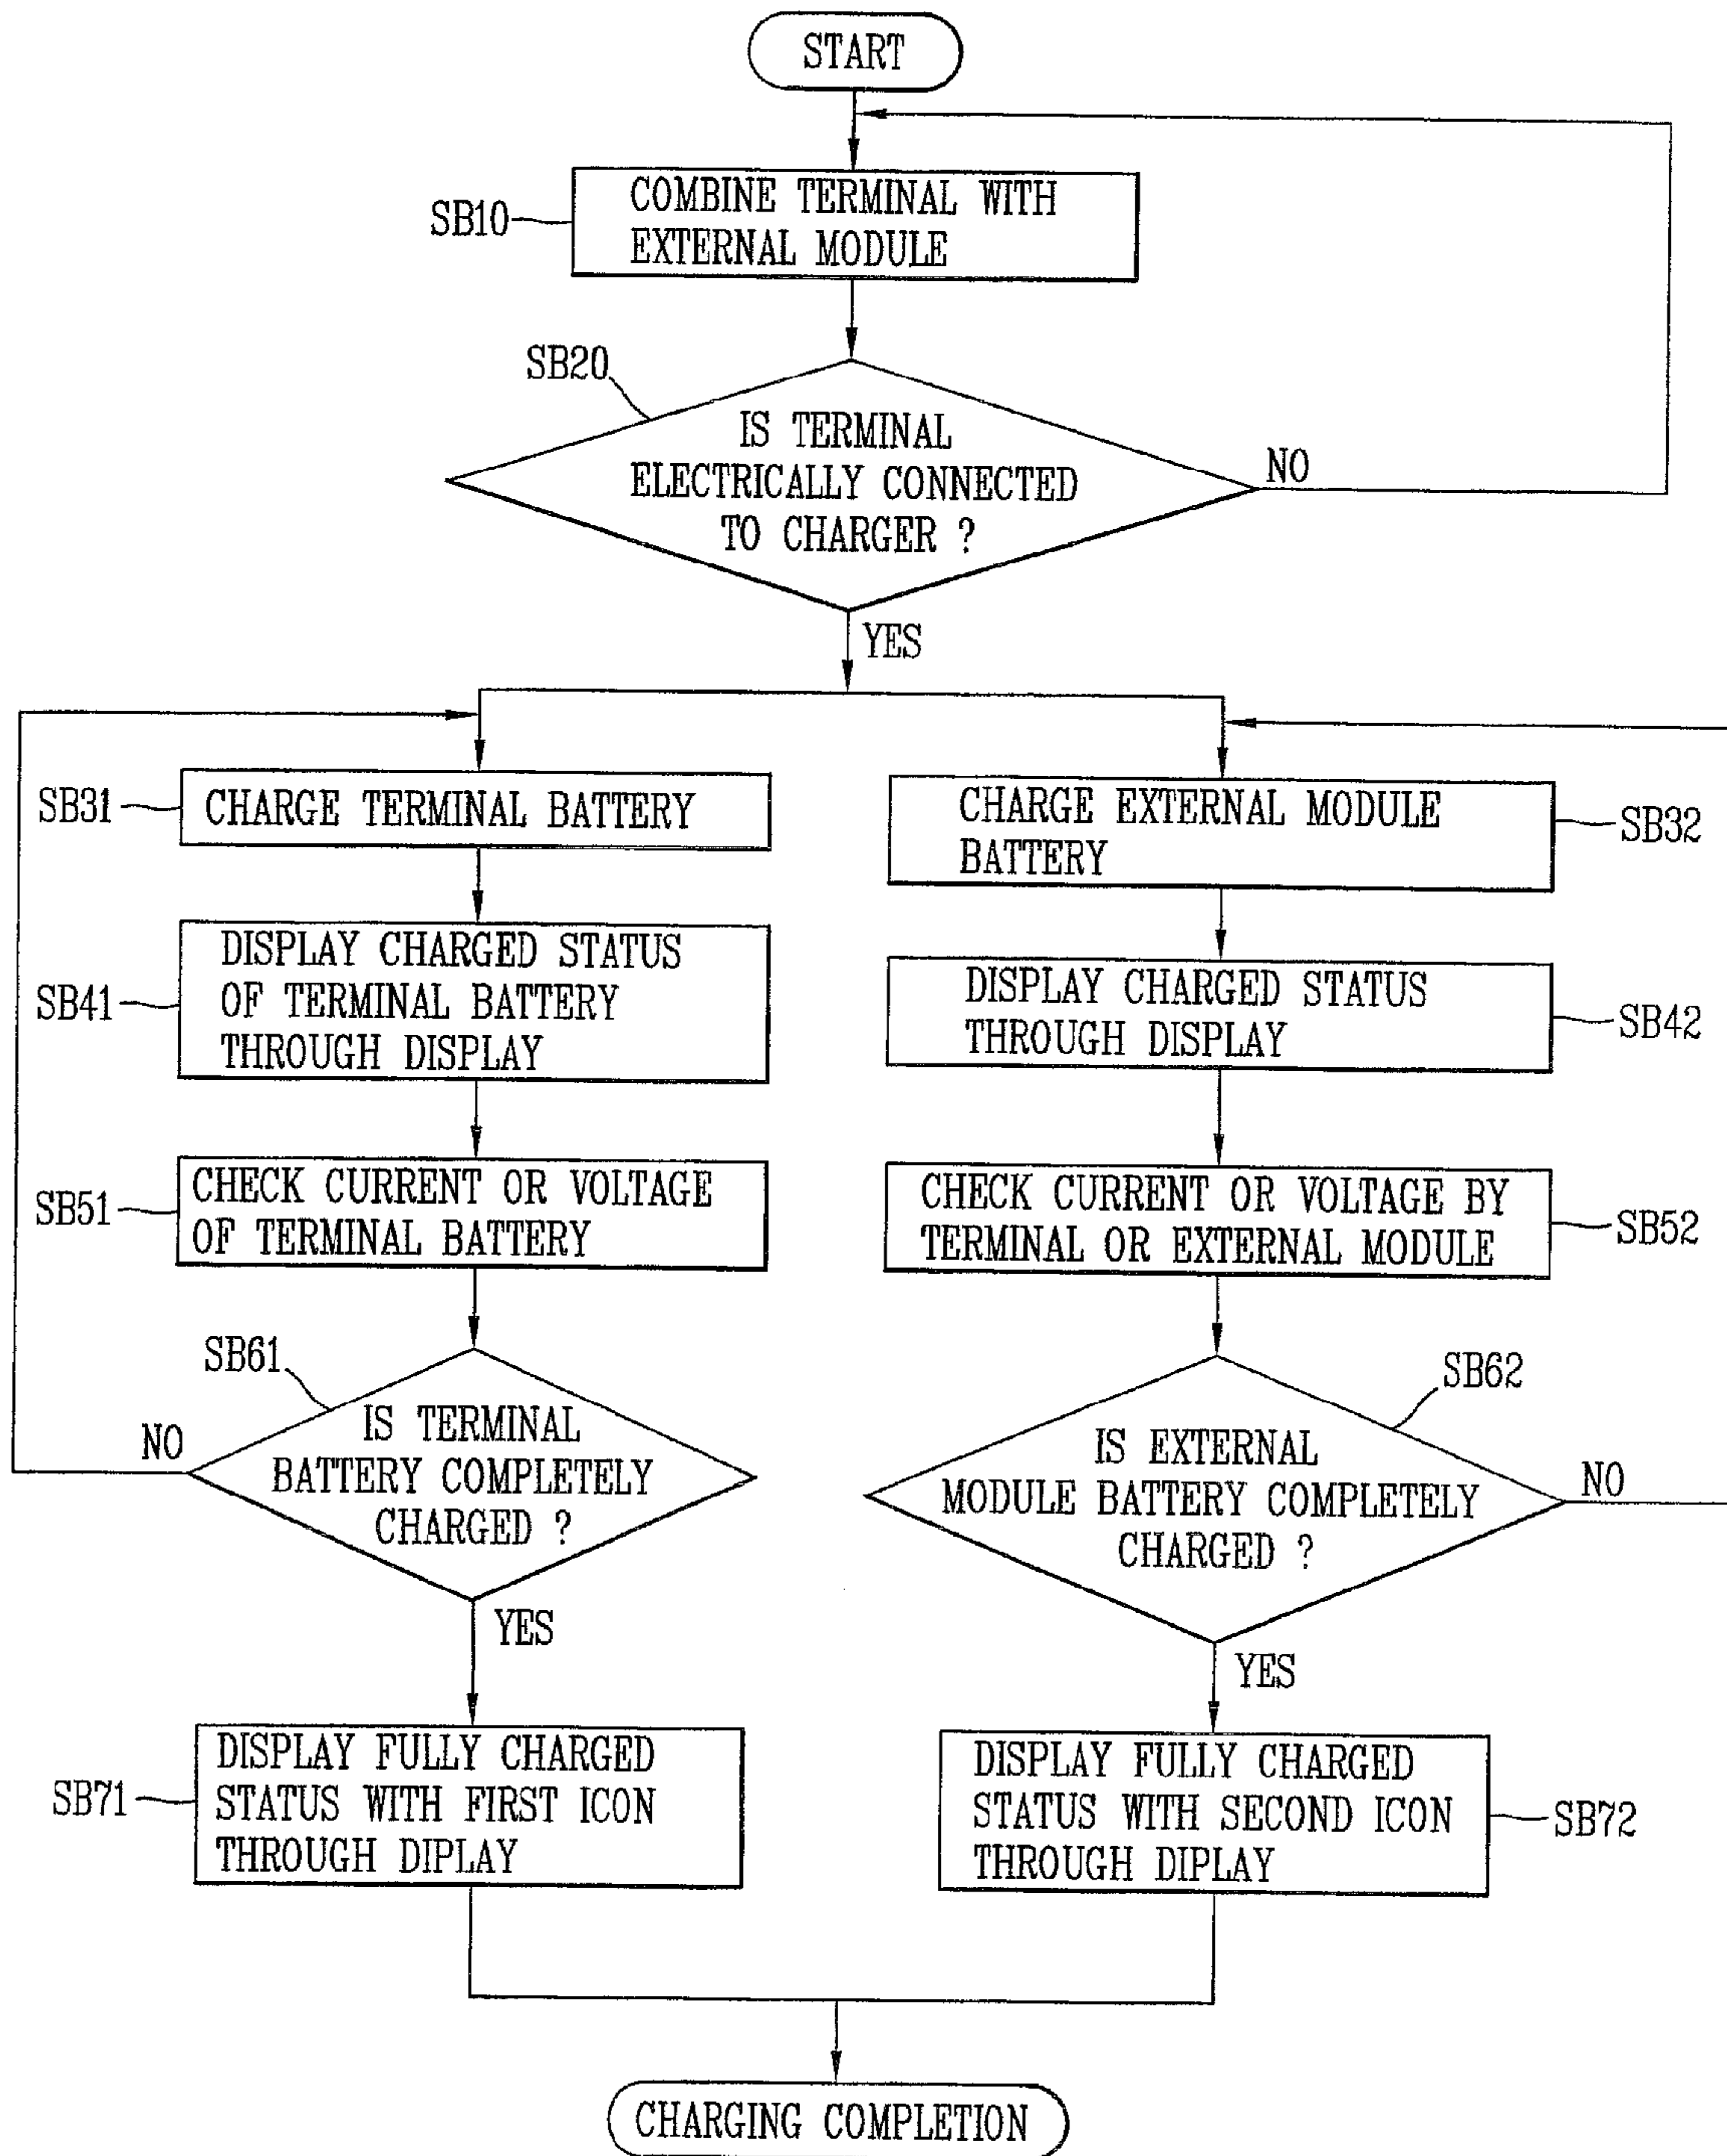 START
SB10
COMBINE TERMINAL WITH
EXTERNAL MODULE
SB20
IS TERMINAL
ELECTRICALLY CONNECTED
TO CHARGER ?
NO
YES
SB31
CHARGE TERMINAL BATTERY
CHARGE EXTERNAL MODULE
BATTERY
SB32
SB41
DISPLAY CHARGED STATUS
OF TERMINAL BATTERY
THROUGH DISPLAY
DISPLAY CHARGED STATUS
THROUGH DISPLAY
SB42
SB51
CHECK CURRENT OR VOLTAGE
OF TERMINAL BATTERY
CHECK CURRENT OR VOLTAGE BY
TERMINAL OR EXTERNAL MODULE
SB52
SB61
NO
IS TERMINAL
BATTERY COMPLETELY
CHARGED ?
YES
SB62
IS EXTERNAL
MODULE BATTERY COMPLETELY
CHARGED ?
NO
YES
SB71
DISPLAY FULLY CHARGED
STATUS WITH FIRST ICON
THROUGH DIPLAY
DISPLAY FULLY CHARGED
STATUS WITH SECOND ICON
THROUGH DIPLAY
SB72
CHARGING COMPLETION